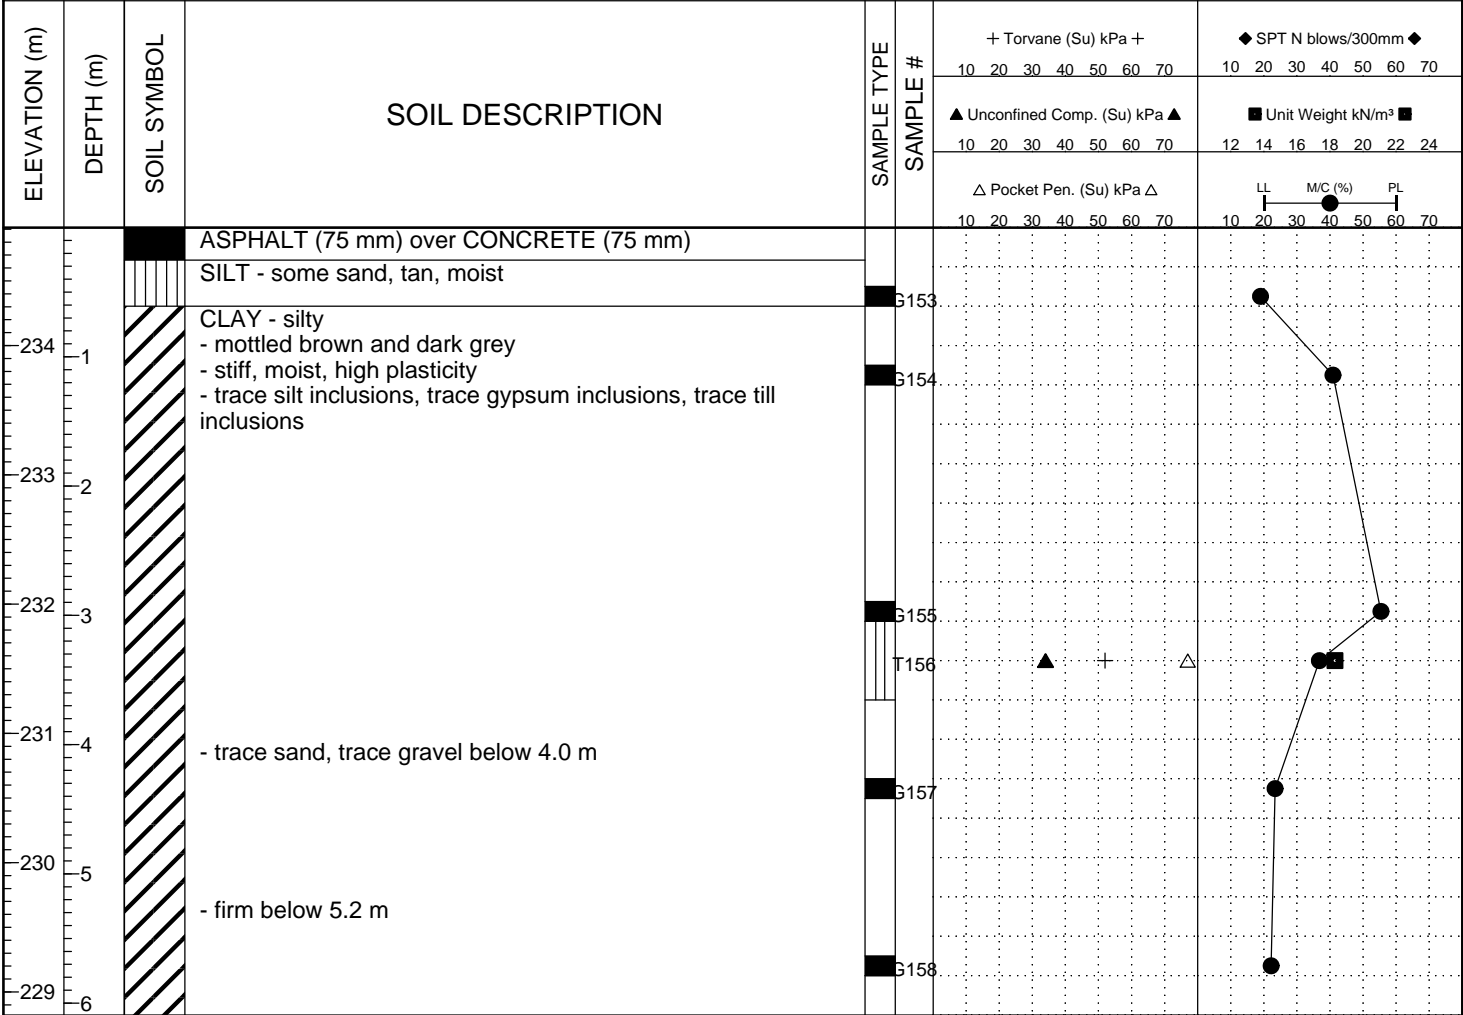 ELEVATION (m)
DEPTH (m)
SOIL SYMBOL
SOIL DESCRIPTION
SAMPLE TYPE
SAMPLE #
+ Torvane (Su) kPa +
10 20 30 40 50 60 70
▲ Unconfined Comp. (Su) kPa ▲
10 20 30 40 50 60 70
△ Pocket Pen. (Su) kPa △
10 20 30 40 50 60 70
◆ SPT N blows/300mm ◆
10 20 30 40 50 60 70
■ Unit Weight kN/m³ ■
12 14 16 18 20 22 24
LL M/C (%) PL
10 20 30 40 50 60 70
ASPHALT (75 mm) over CONCRETE (75 mm)
SILT - some sand, tan, moist
G153
CLAY - silty
- mottled brown and dark grey
234
1
- stiff, moist, high plasticity
G154
- trace silt inclusions, trace gypsum inclusions, trace till
inclusions
233
2
232
3
G155
T156
231
4
- trace sand, trace gravel below 4.0 m
G157
230
5
- firm below 5.2 m
G158
229
6